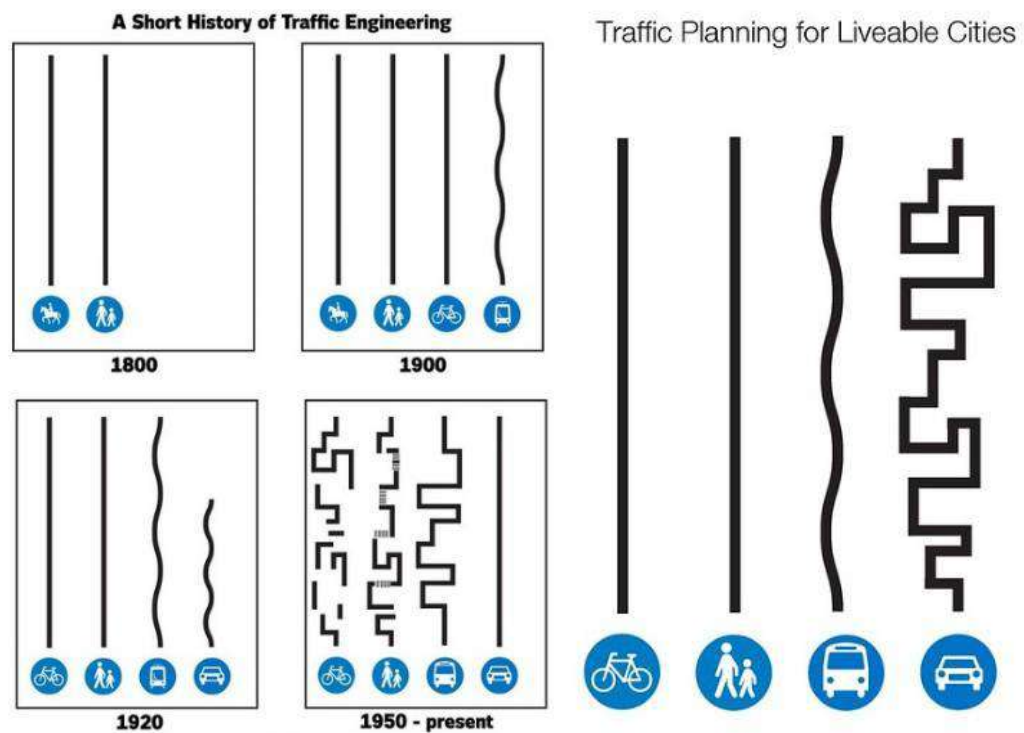 A Short History of Traffic Engineering
1800
1900
1920
1950 - present
Traffic Planning for Liveable Cities